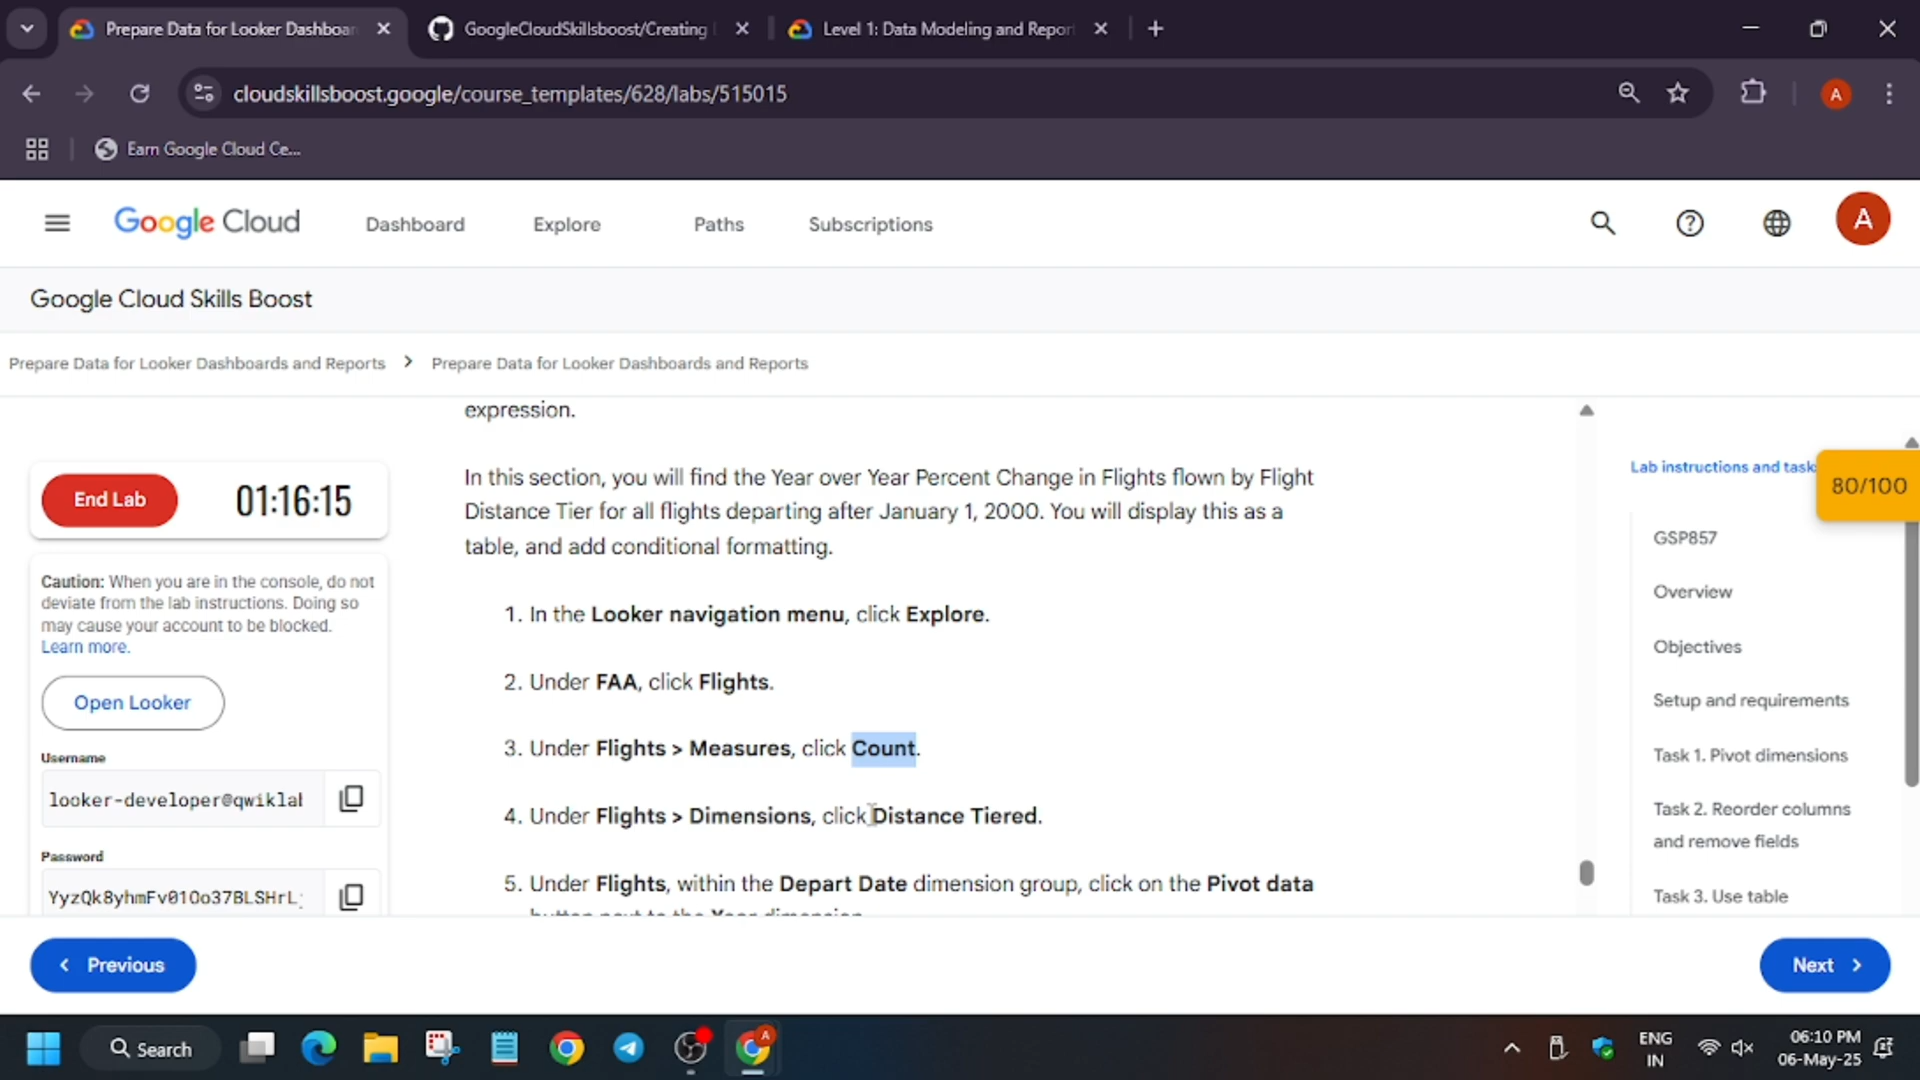 Prepare Data for Looker Dashboar
GoogleCloudSkillsboost/Creating
Level 1: Data Modeling and Repor
cloudskillsboost.google/course_templates/628/labs/515015
A
Earn Google Cloud Ce...
Google Cloud
Dashboard
Explore
Paths
Subscriptions
A
Google Cloud Skills Boost
Prepare Data for Looker Dashboards and Reports > Prepare Data for Looker Dashboards and Reports
End Lab
01:16:15
Caution: When you are in the console, do not
deviate from the lab instructions. Doing so
may cause your account to be blocked.
Learn more.
Open Looker
Username
looker-developer@qwiklab
Password
YyzQk8yhmFv01Oo37BLSHrL
expression.
In this section, you will find the Year over Year Percent Change in Flights flown by Flight
Distance Tier for all flights departing after January 1, 2000. You will display this as a
table, and add conditional formatting.
1. In the Looker navigation menu, click Explore.
2. Under FAA, click Flights.
3. Under Flights > Measures, click Count.
4. Under Flights > Dimensions, click Distance Tiered.
5. Under Flights, within the Depart Date dimension group, click on the Pivot data
button next to the Year dimension.
Lab instructions and task
80/100
GSP857
Overview
Objectives
Setup and requirements
Task 1. Pivot dimensions
Task 2. Reorder columns
and remove fields
Task 3. Use table
Previous
Next
Search
A
ENG
IN
06:10 PM
06-May-25